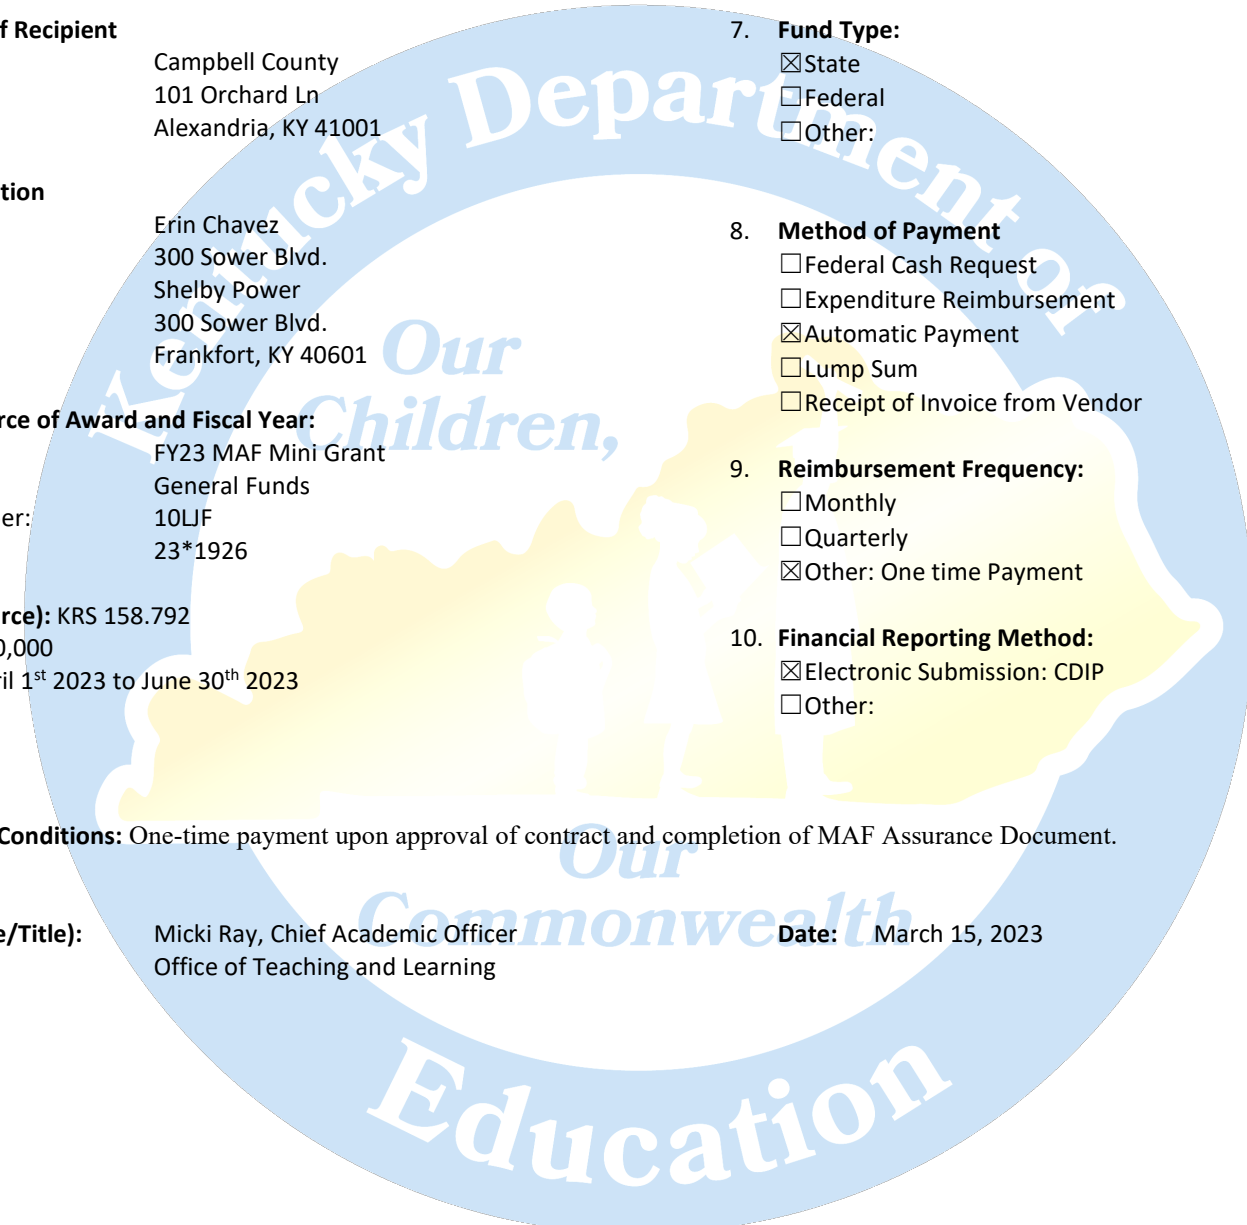 f Recipient
Campbell County
101 Orchard Ln
Alexandria, KY 41001
tion
Erin Chavez
300 Sower Blvd.
Shelby Power
300 Sower Blvd.
Frankfort, KY 40601
rce of Award and Fiscal Year:
FY23 MAF Mini Grant
General Funds
er: 10LJF
23*1926
rce): KRS 158.792
0,000
ril 1st 2023 to June 30th 2023
7. Fund Type:
☒State
☐Federal
☐Other:
8. Method of Payment
☐Federal Cash Request
☐Expenditure Reimbursement
☒Automatic Payment
☐Lump Sum
☐Receipt of Invoice from Vendor
9. Reimbursement Frequency:
☐Monthly
☐Quarterly
☒Other: One time Payment
10. Financial Reporting Method:
☒Electronic Submission: CDIP
☐Other:
Conditions: One-time payment upon approval of contract and completion of MAF Assurance Document.
e/Title): Micki Ray, Chief Academic Officer Date: March 15, 2023
Office of Teaching and Learning
Kentucky Department of
Education
Our
Children,
Our
Commonwealth